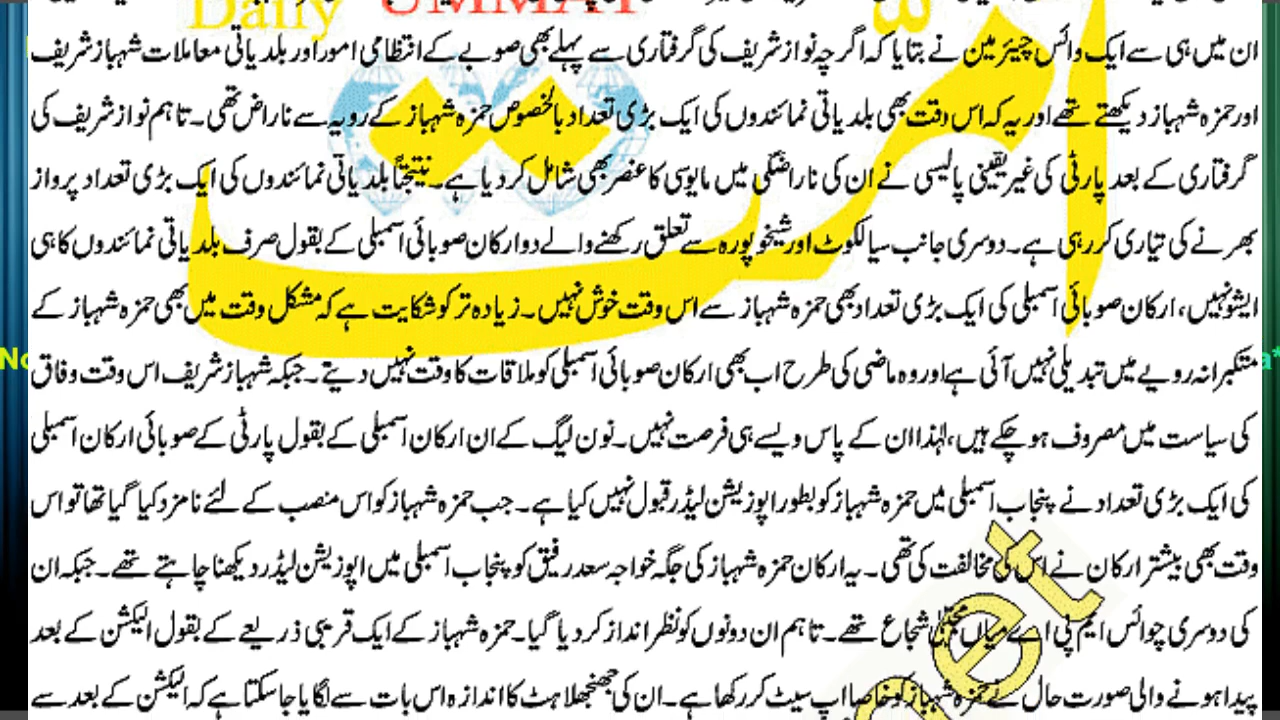 Daily UMMAT
ان میں ہی سے ایک وائس چیئرمین نے بتایا کہ اگرچہ نواز شریف کی گرفتاری سے پہلے بھی صوبے کے انتظامی امور اور بلدیاتی معاملات شہباز شریف
اور حمزہ شہباز دیکھتے تھے اور یہ کہ اس وقت بھی بلدیاتی نمائندوں کی ایک بڑی تعداد بالخصوص حمزہ شہباز کے رویہ سے ناراض تھی۔ تاہم نواز شریف کی
گرفتاری کے بعد پارٹی کی غیر یقینی پالیسی نے ان کی ناراضگی میں مایوسی کا عنصر بھی شامل کر دیا ہے۔ نتیجتاً بلدیاتی نمائندوں کی ایک بڑی تعداد پرواز
بھرنے کی تیاری کر رہی ہے۔ دوسری جانب سیالکوٹ اور شیخوپورہ سے تعلق رکھنے والے دو ارکان صوبائی اسمبلی کے بقول صرف بلدیاتی نمائندوں کا ہی
ایشو نہیں، ارکان صوبائی اسمبلی کی ایک بڑی تعداد بھی حمزہ شہباز سے اس وقت خوش نہیں۔ زیادہ تر کو شکایت ہے کہ مشکل وقت میں بھی حمزہ شہباز کے
متکبرانہ رویے میں تبدیلی نہیں آئی ہے اور وہ ماضی کی طرح اب بھی ارکان صوبائی اسمبلی کو ملاقات کا وقت نہیں دیتے۔ جبکہ شہباز شریف اس وقت وفاق
کی سیاست میں مصروف ہو چکے ہیں، لہٰذا ان کے پاس ویسے ہی فرصت نہیں۔ نون لیگ کے ان ارکان اسمبلی کے بقول پارٹی کے صوبائی ارکان اسمبلی
کی ایک بڑی تعداد نے پنجاب اسمبلی میں حمزہ شہباز کو بطور اپوزیشن لیڈر قبول نہیں کیا ہے۔ جب حمزہ شہباز کو اس منصب کے لئے نامزد کیا گیا تھا تو اس
وقت بھی بیشتر ارکان نے اس کی مخالفت کی تھی۔ یہ ارکان حمزہ شہباز کی جگہ خواجہ سعد رفیق کو پنجاب اسمبلی میں اپوزیشن لیڈر دیکھنا چاہتے تھے۔ جبکہ ان
کی دوسری چوائس ایم پی اے میاں مجتبیٰ شجاع تھے۔ تاہم ان دونوں کو نظر انداز کر دیا گیا۔ حمزہ شہباز کے ایک قریبی ذریعے کے بقول الیکشن کے بعد
پیدا ہونے والی صورت حال نے حمزہ شہباز کو خاصا اپ سیٹ کر رکھا ہے۔ ان کی جھنجھلاہٹ کا اندازہ اس بات سے لگایا جا سکتا ہے کہ الیکشن کے بعد سے